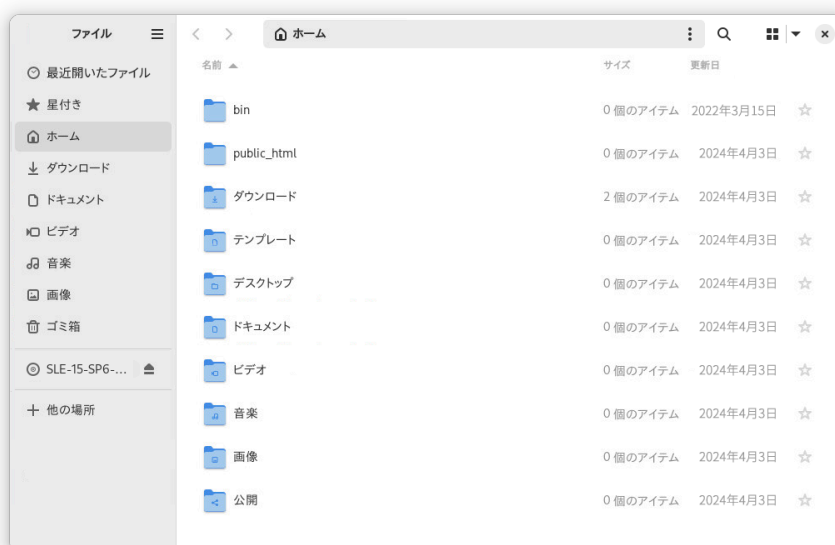 ファイル
ホーム
最近開いたファイル
星付き
ホーム
ダウンロード
ドキュメント
ビデオ
音楽
画像
ゴミ箱
SLE-15-SP6-...
他の場所
名前 サイズ 更新日
bin 0 個のアイテム 2022年3月15日
public_html 0 個のアイテム 2024年4月3日
ダウンロード 2 個のアイテム 2024年4月3日
テンプレート 0 個のアイテム 2024年4月3日
デスクトップ 0 個のアイテム 2024年4月3日
ドキュメント 0 個のアイテム 2024年4月3日
ビデオ 0 個のアイテム 2024年4月3日
音楽 0 個のアイテム 2024年4月3日
画像 0 個のアイテム 2024年4月3日
公開 0 個のアイテム 2024年4月3日